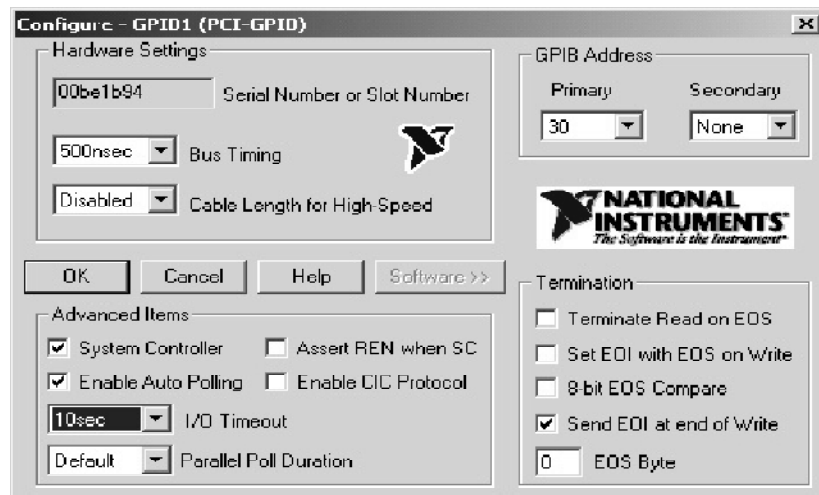 Configure - GPIB1 (PCI-GPIB)
Hardware Settings
00be1b94 Serial Number or Slot Number
500nsec Bus Timing
Disabled Cable Length for High-Speed
GPIB Address
Primary Secondary
30 None
NATIONAL
INSTRUMENTS
The Software is the Instrument
OK Cancel Help Software >>
Advanced Items
System Controller Assert REN when SC
Enable Auto Polling Enable CIC Protocol
10sec I/O Timeout
Default Parallel Poll Duration
Termination
Terminate Read on EOS
Set EOI with EOS on Write
8-bit EOS Compare
Send EOI at end of Write
0 EOS Byte